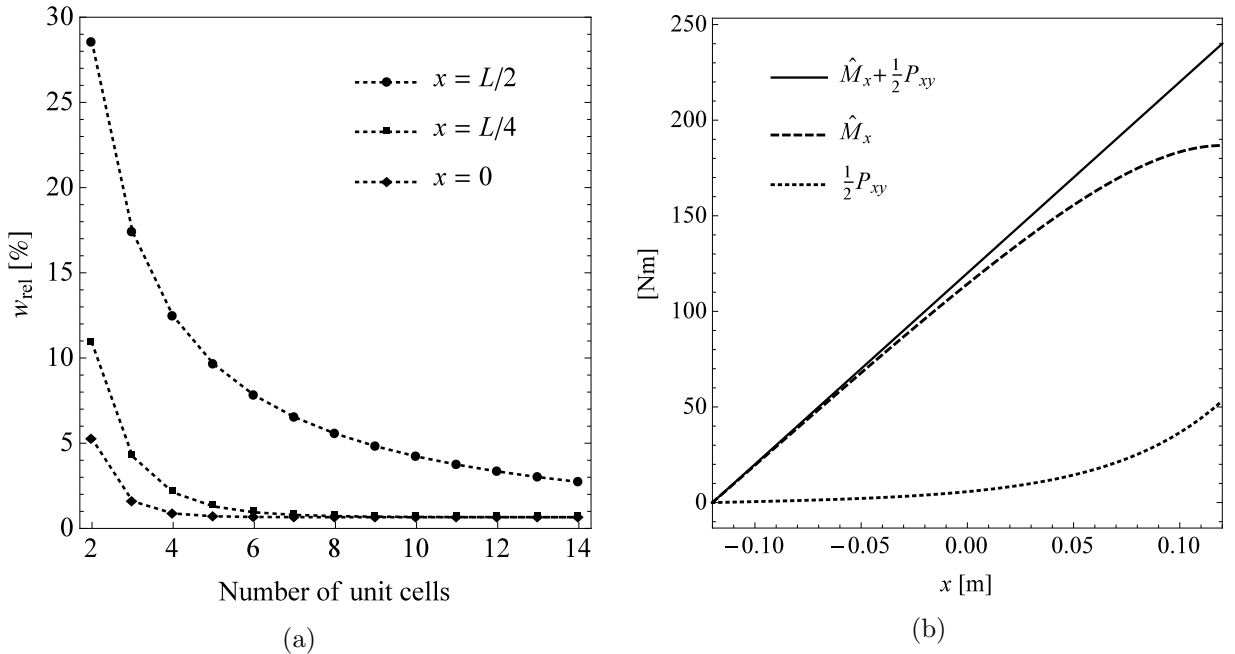 30
25
20
15
10
5
0
2
4
6
8
10
12
14
w_rel [%]
Number of unit cells
x = L/2
x = L/4
x = 0
(a)
250
200
150
100
50
0
−0.10
−0.05
0.00
0.05
0.10
[Nm]
x [m]
M̂_x + ½P_xy
M̂_x
½P_xy
(b)